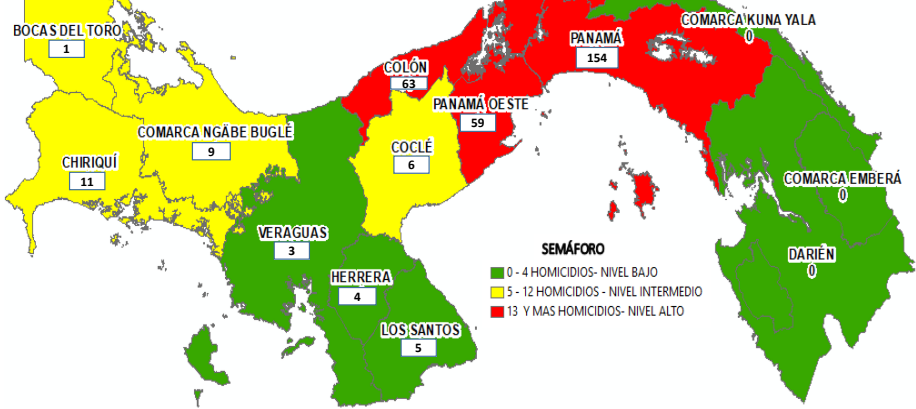 COMARCA KUNA YALA
0
BOCAS DEL TORO
1
PANAMÁ
154
COLÓN
63
PANAMÁ OESTE
59
COMARCA NGÄBE BUGLÉ
9
COCLÉ
6
CHIRIQUÍ
11
COMARCA EMBERÁ
0
VERAGUAS
3
DARIÉN
0
HERRERA
4
LOS SANTOS
5
SEMÁFORO
0 - 4 HOMICIDIOS- NIVEL BAJO
5 - 12 HOMICIDIOS - NIVEL INTERMEDIO
13 Y MAS HOMICIDIOS- NIVEL ALTO